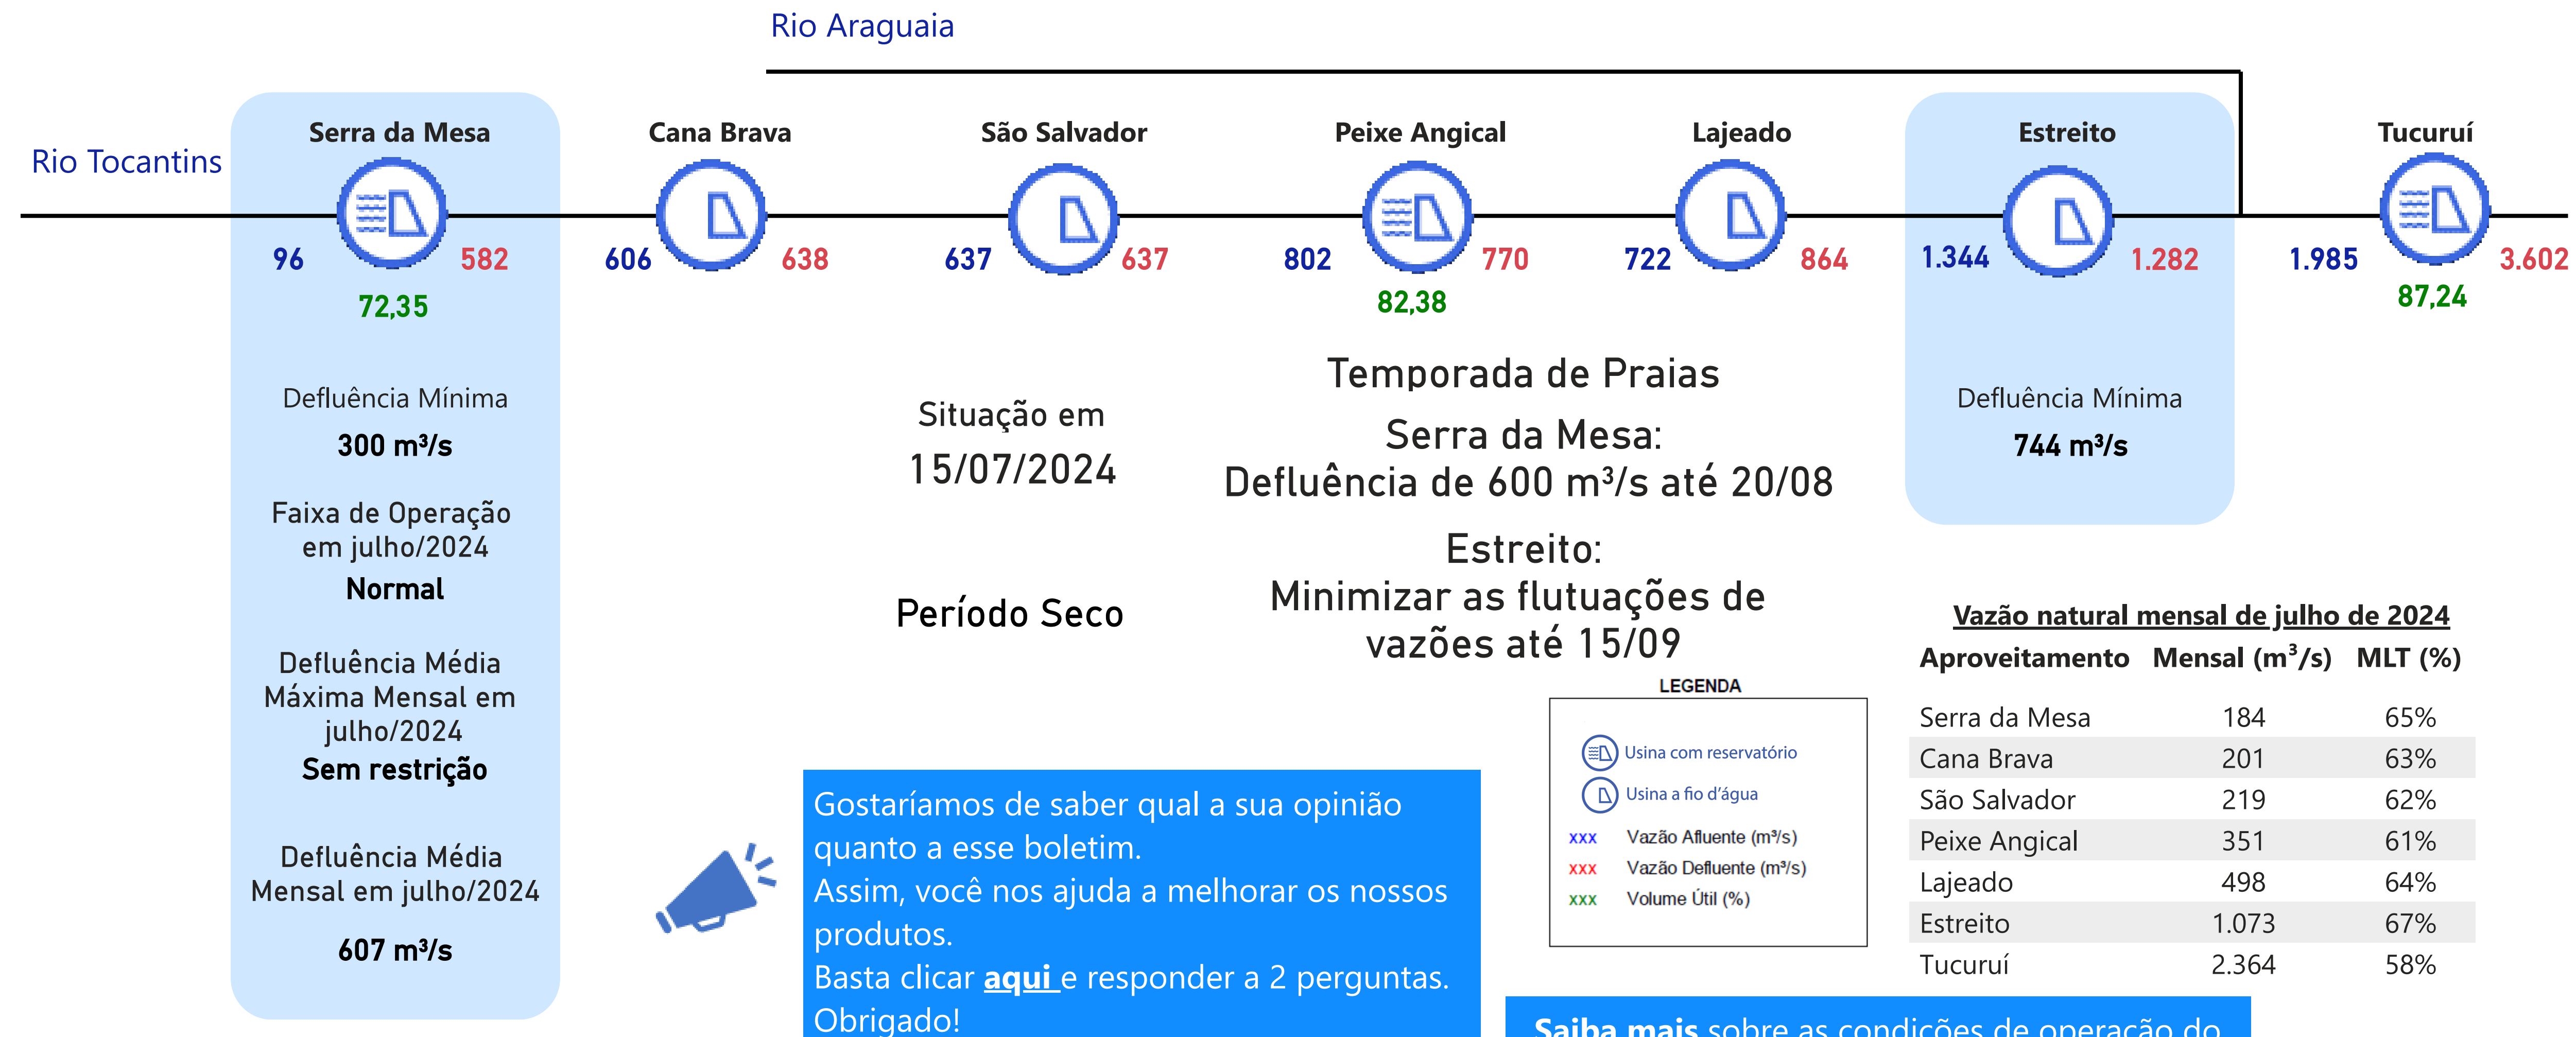 Rio Araguaia
Rio Tocantins
Serra da Mesa
Cana Brava
São Salvador
Peixe Angical
Lajeado
Estreito
Tucuruí
96
582
606
638
637
637
802
770
722
864
1.344
1.282
1.985
3.602
72,35
82,38
87,24
Defluência Mínima
300 m³/s
Faixa de Operação
em julho/2024
Normal
Defluência Média
Máxima Mensal em
julho/2024
Sem restrição
Defluência Média
Mensal em julho/2024
607 m³/s
Situação em
15/07/2024
Período Seco
Temporada de Praias
Serra da Mesa:
Defluência de 600 m³/s até 20/08
Estreito:
Minimizar as flutuações de
vazões até 15/09
Defluência Mínima
744 m³/s
Vazão natural mensal de julho de 2024
Aproveitamento Mensal (m³/s) MLT (%)
Serra da Mesa 184 65%
Cana Brava 201 63%
São Salvador 219 62%
Peixe Angical 351 61%
Lajeado 498 64%
Estreito 1.073 67%
Tucuruí 2.364 58%
LEGENDA
Usina com reservatório
Usina a fio d'água
xxx Vazão Afluente (m³/s)
xxx Vazão Defluente (m³/s)
xxx Volume Útil (%)
Gostaríamos de saber qual a sua opinião
quanto a esse boletim.
Assim, você nos ajuda a melhorar os nossos
produtos.
Basta clicar aqui e responder a 2 perguntas.
Obrigado!
Saiba mais sobre as condições de operação do